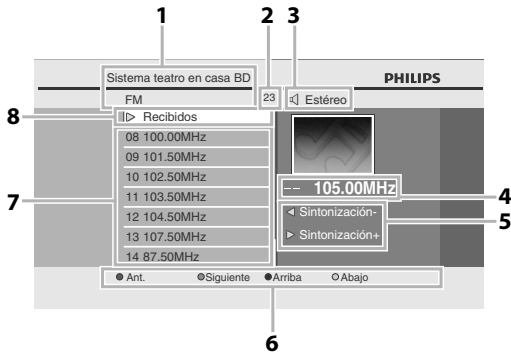 1
2
3
Sistema teatro en casa BD
PHILIPS
FM
23
Estéreo
8
Recibidos
08 100.00MHz
09 101.50MHz
10 102.50MHz
11 103.50MHz
12 104.50MHz
13 107.50MHz
14 87.50MHz
7
-- 105.00MHz
4
Sintonización-
Sintonización+
5
Ant.
Siguiente
Arriba
Abajo
6